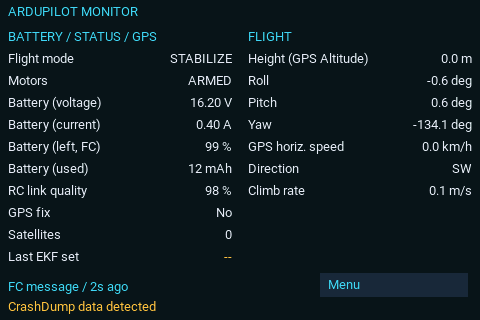 ARDUPILOT MONITOR
BATTERY / STATUS / GPS
Flight mode STABILIZE
Motors ARMED
Battery (voltage) 16.20 V
Battery (current) 0.40 A
Battery (left, FC) 99 %
Battery (used) 12 mAh
RC link quality 98 %
GPS fix No
Satellites 0
Last EKF set --
FLIGHT
Height (GPS Altitude) 0.0 m
Roll -0.6 deg
Pitch 0.6 deg
Yaw -134.1 deg
GPS horiz. speed 0.0 km/h
Direction SW
Climb rate 0.1 m/s
FC message / 2s ago
CrashDump data detected
Menu